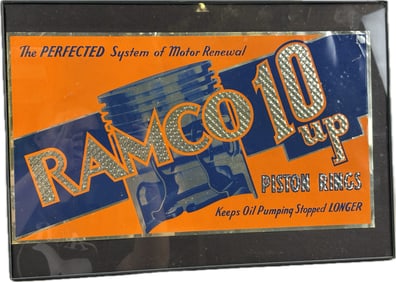 The PERFECTED System of Motor Renewal
RAMCO 10 up
PISTON RINGS
Keeps Oil Pumping Stopped LONGER